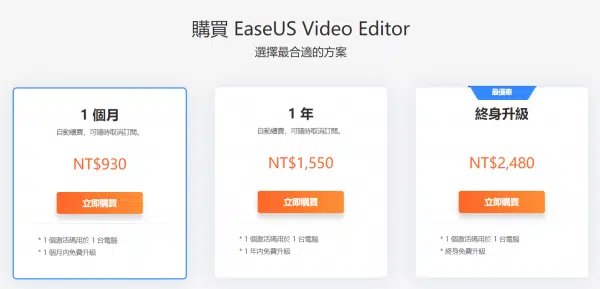 購買 EaseUS Video Editor
選擇最合適的方案
1 個月
自動續費，可隨時取消訂閱。
NT$930
立即購買
* 1 個激活碼用於 1 台電腦
* 1 個月內免費升級
1 年
自動續費，可隨時取消訂閱。
NT$1,550
立即購買
* 1 個激活碼用於 1 台電腦
* 1 年內免費升級
最優惠
終身升級
NT$2,480
立即購買
* 1 個激活碼用於 1 台電腦
* 終身免費升級